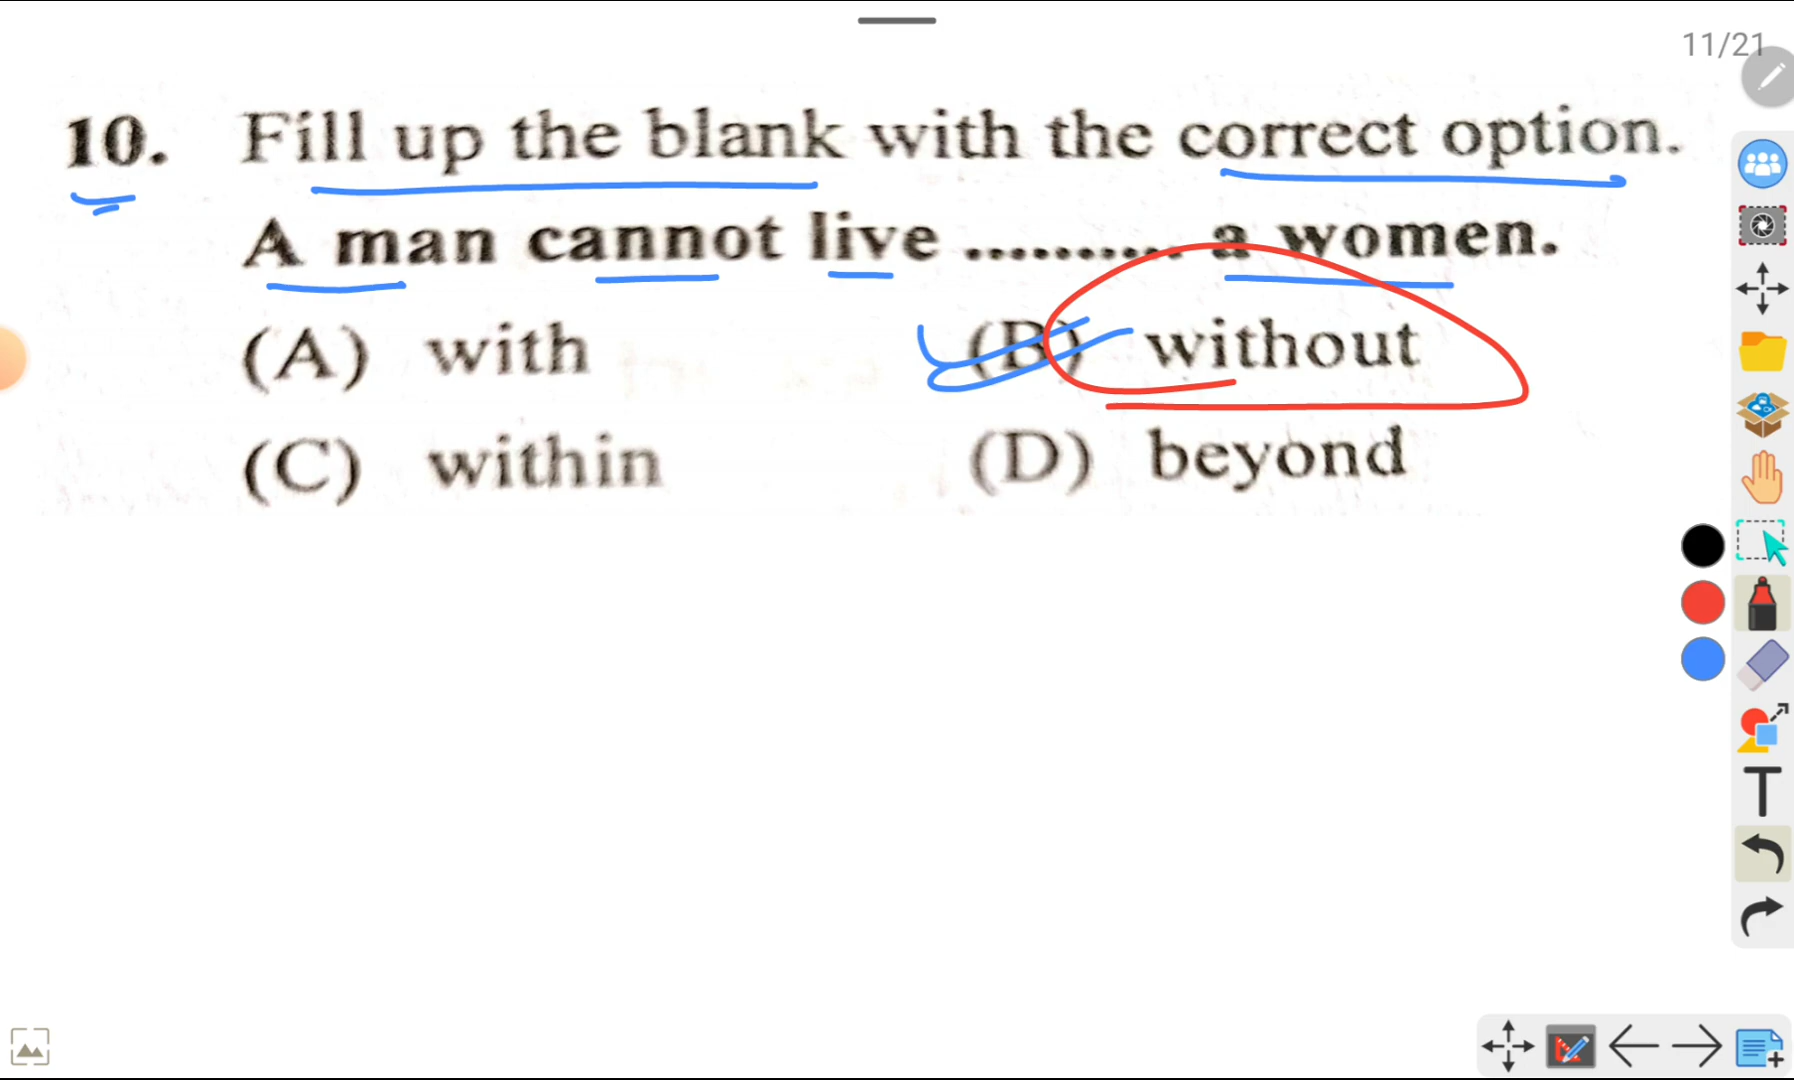 11/21
10. Fill up the blank with the correct option.
A man cannot live .......... a women.
(A) with (B) without
(C) within (D) beyond
T